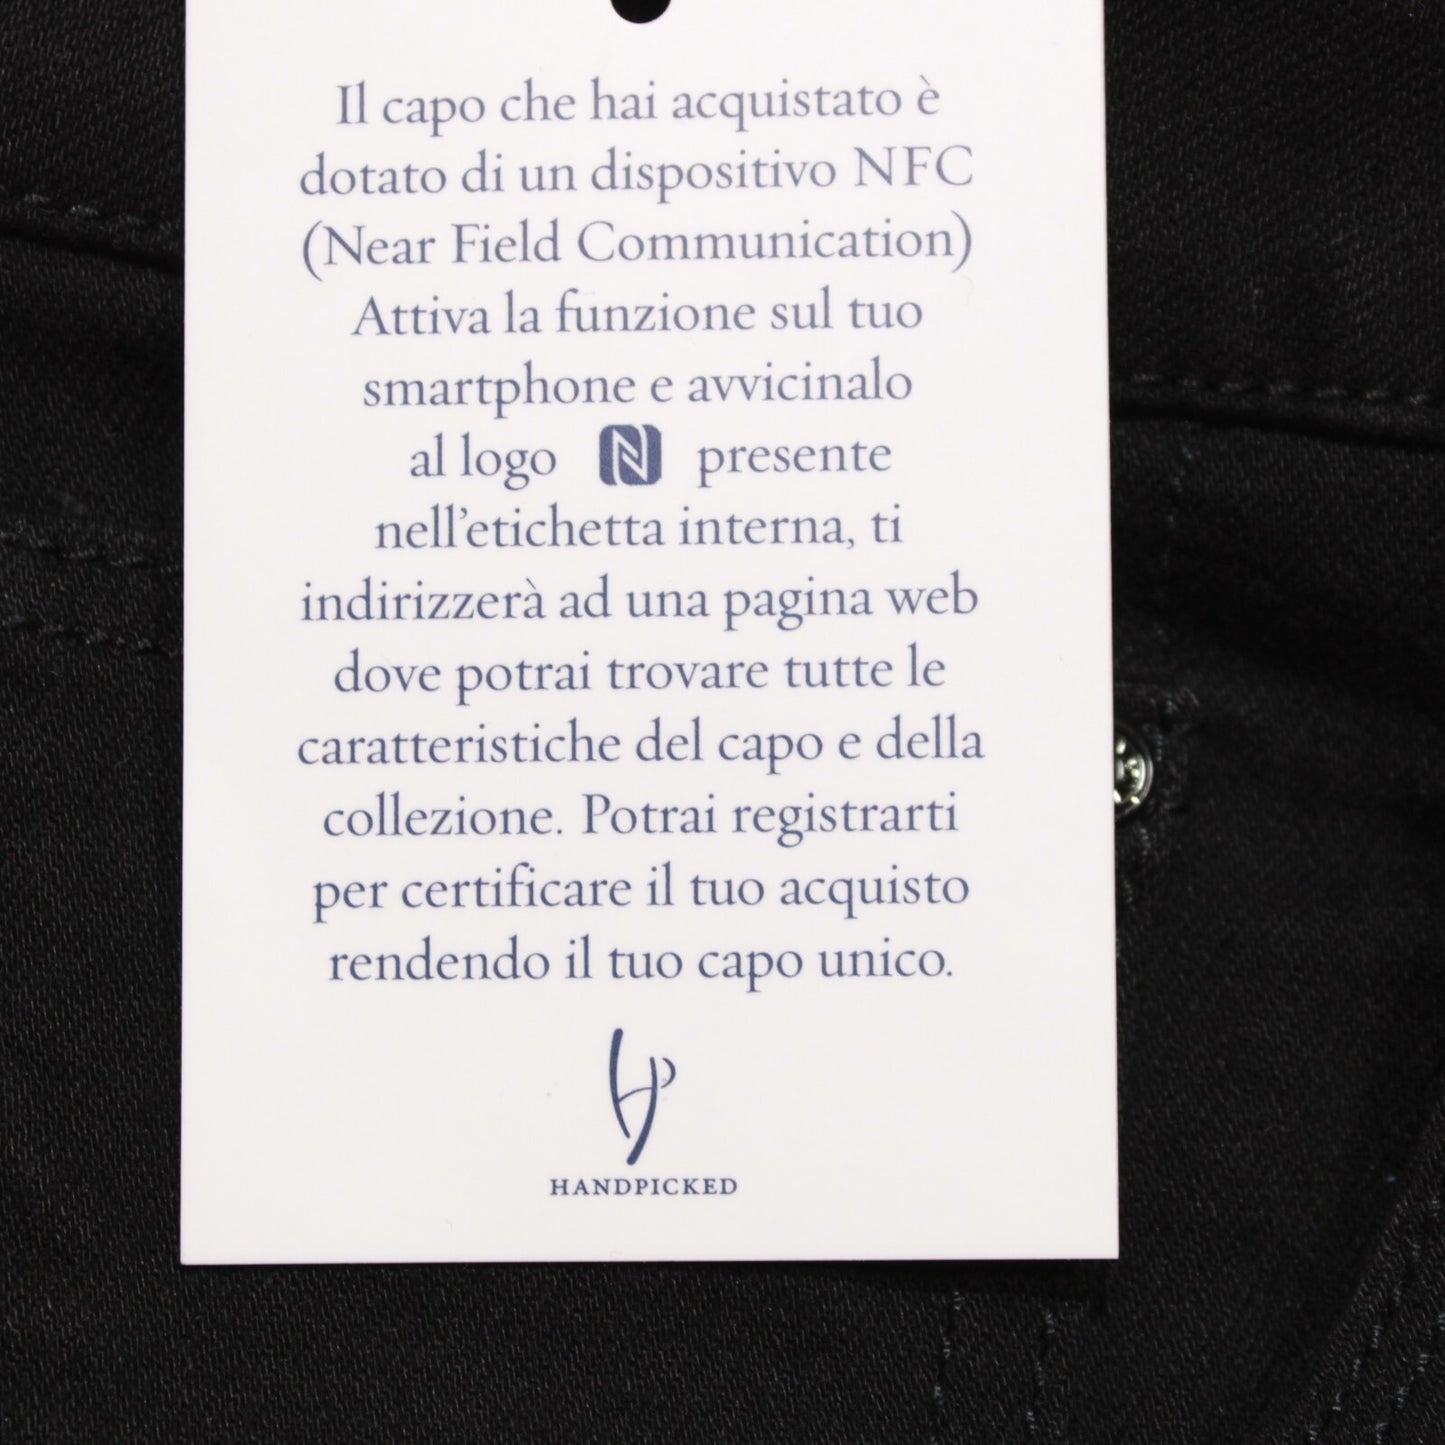 Il capo che hai acquistato è
dotato di un dispositivo NFC
(Near Field Communication)
Attiva la funzione sul tuo
smartphone e avvicinalo
al logo N presente
nell’etichetta interna, ti
indirizzerà ad una pagina web
dove potrai trovare tutte le
caratteristiche del capo e della
collezione. Potrai registrarti
per certificare il tuo acquisto
rendendo il tuo capo unico.
HANDPICKED